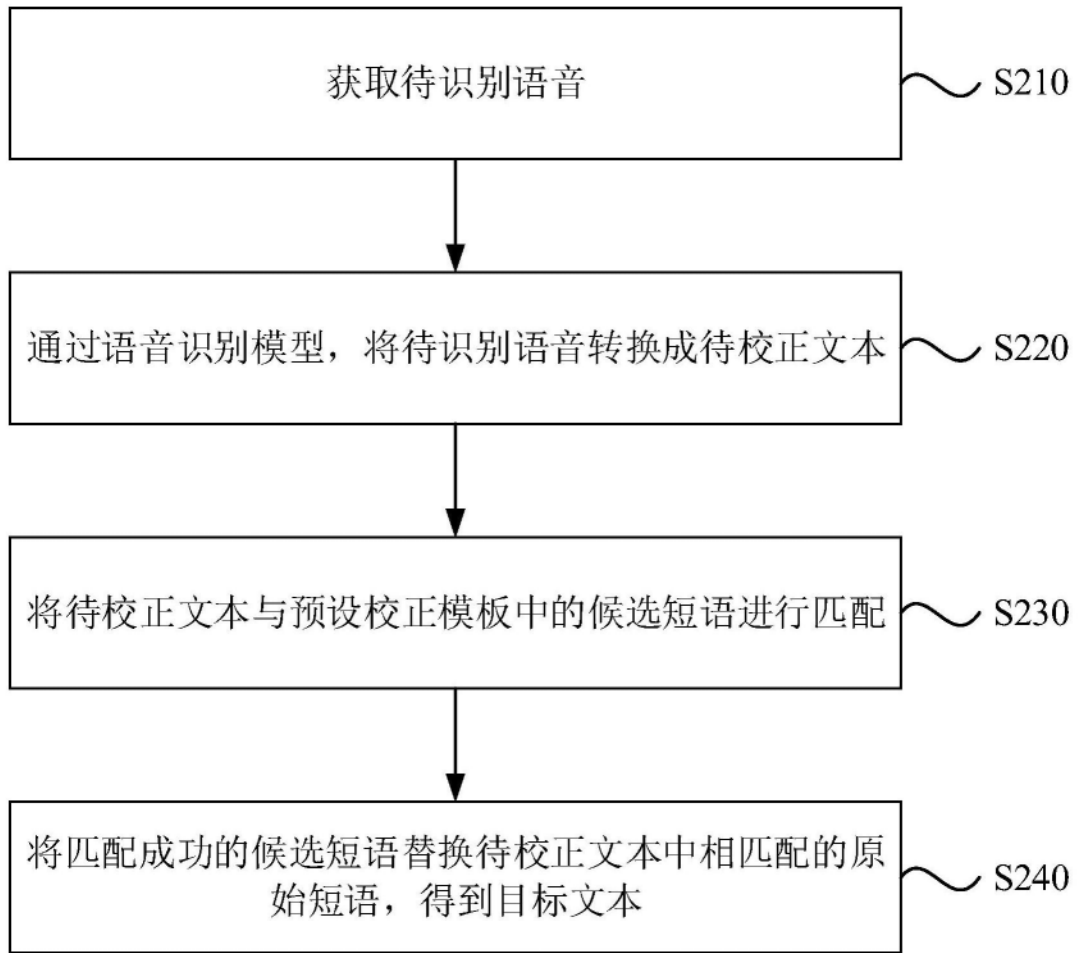 获取待识别语音
S210
通过语音识别模型，将待识别语音转换成待校正文本
S220
将待校正文本与预设校正模板中的候选短语进行匹配
S230
将匹配成功的候选短语替换待校正文本中相匹配的原
始短语，得到目标文本
S240